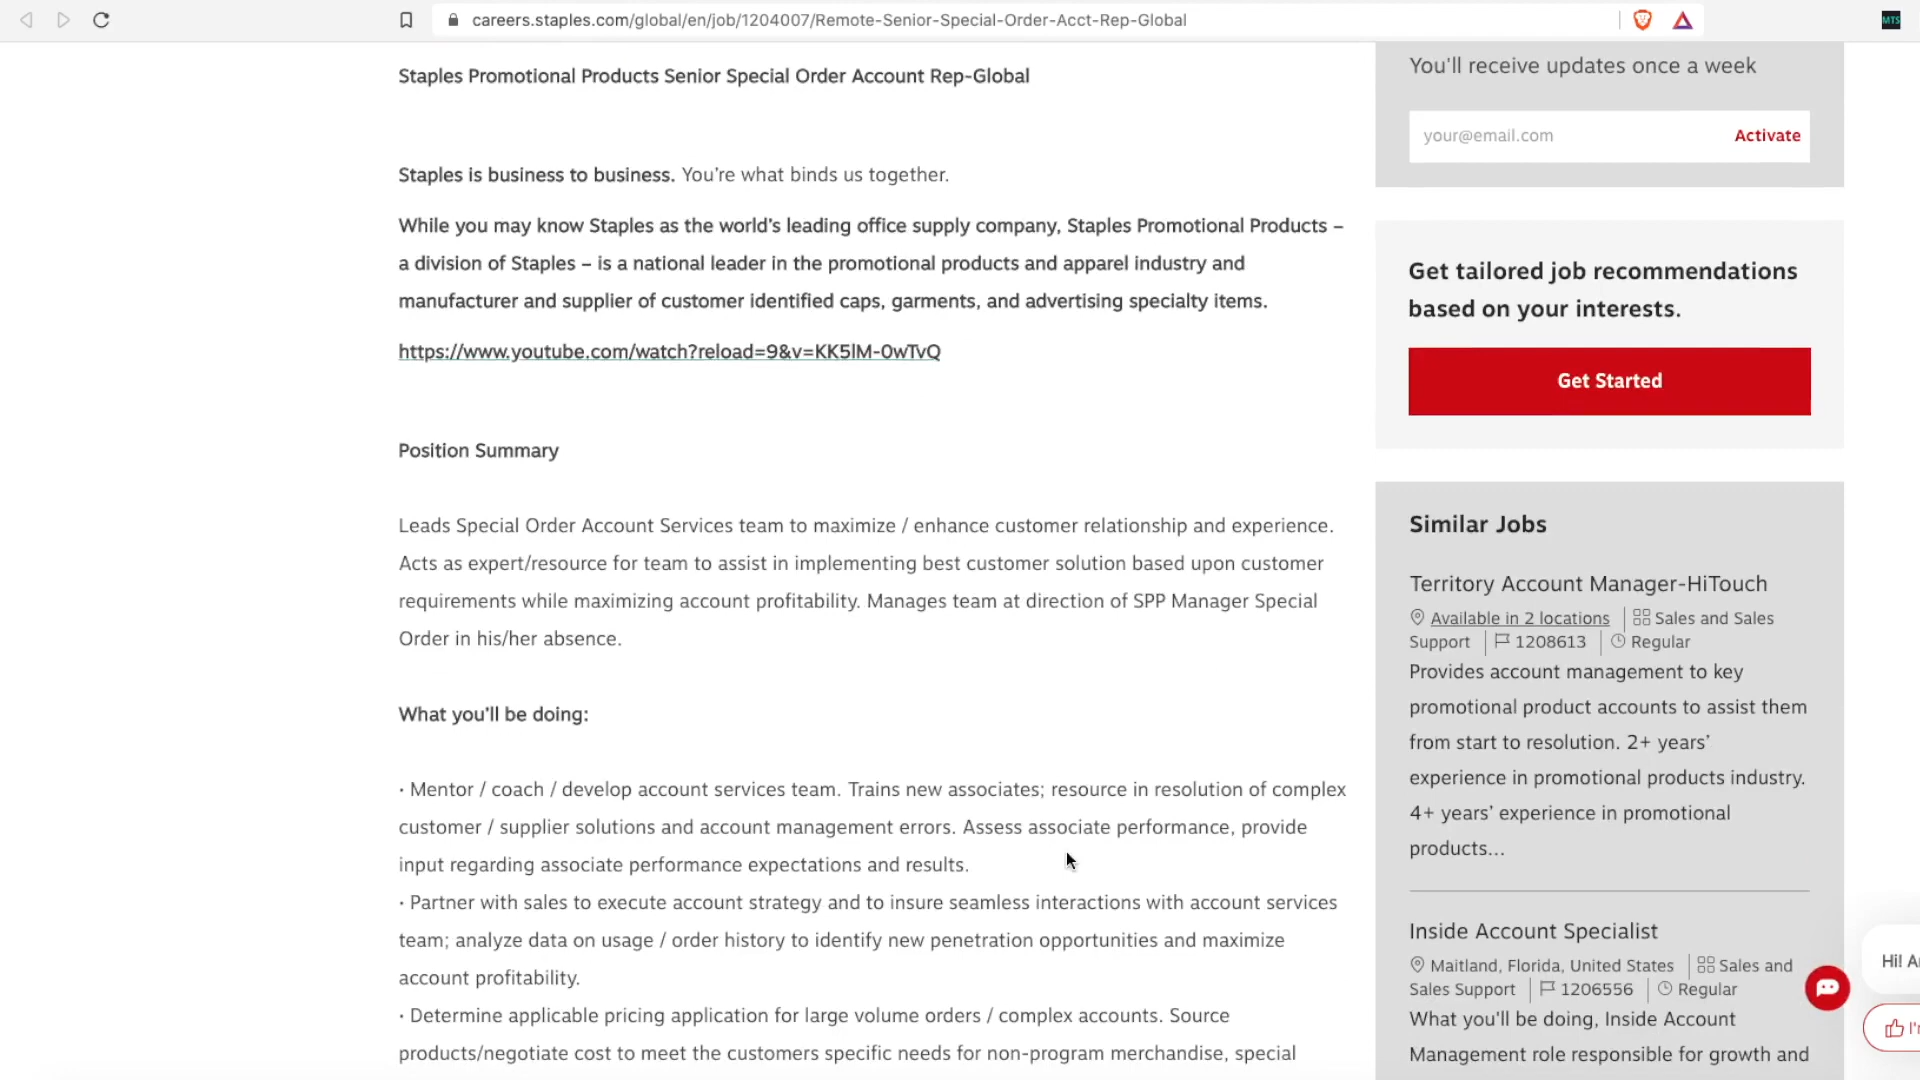 careers.staples.com/global/en/job/1204007/Remote-Senior-Special-Order-Acct-Rep-Global
MTS
Staples Promotional Products Senior Special Order Account Rep-Global
Staples is business to business. You're what binds us together.
While you may know Staples as the world's leading office supply company, Staples Promotional Products –
a division of Staples – is a national leader in the promotional products and apparel industry and
manufacturer and supplier of customer identified caps, garments, and advertising specialty items.
https://www.youtube.com/watch?reload=9&v=KK5lM-0wTvQ
Position Summary
Leads Special Order Account Services team to maximize / enhance customer relationship and experience.
Acts as expert/resource for team to assist in implementing best customer solution based upon customer
requirements while maximizing account profitability. Manages team at direction of SPP Manager Special
Order in his/her absence.
What you'll be doing:
· Mentor / coach / develop account services team. Trains new associates; resource in resolution of complex
customer / supplier solutions and account management errors. Assess associate performance, provide
input regarding associate performance expectations and results.
· Partner with sales to execute account strategy and to insure seamless interactions with account services
team; analyze data on usage / order history to identify new penetration opportunities and maximize
account profitability.
· Determine applicable pricing application for large volume orders / complex accounts. Source
products/negotiate cost to meet the customers specific needs for non-program merchandise, special
You'll receive updates once a week
your@email.com Activate
Get tailored job recommendations
based on your interests.
Get Started
Similar Jobs
Territory Account Manager-HiTouch
Available in 2 locations Sales and Sales
Support 1208613 Regular
Provides account management to key
promotional product accounts to assist them
from start to resolution. 2+ years'
experience in promotional products industry.
4+ years' experience in promotional
products...
Inside Account Specialist
Maitland, Florida, United States Sales and
Sales Support 1206556 Regular
What you'll be doing, Inside Account
Management role responsible for growth and
Hi!